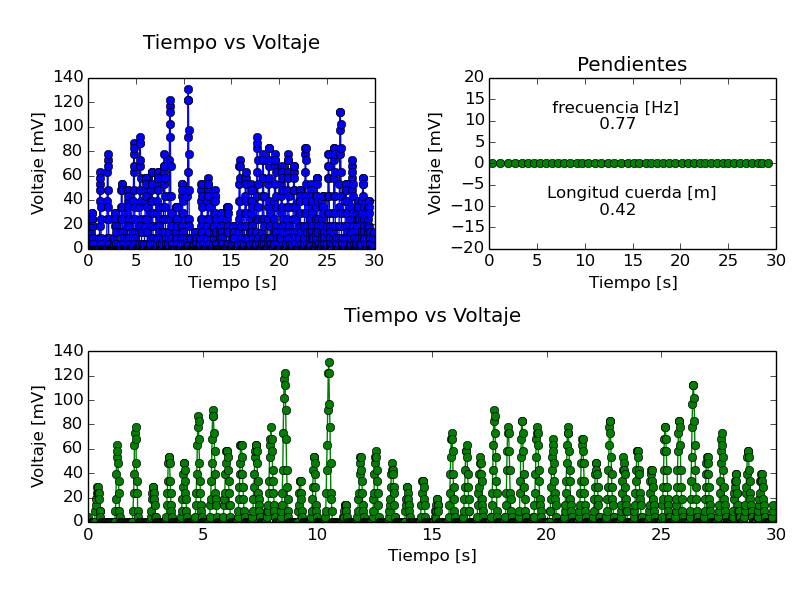 Tiempo vs Voltaje
140
120
100
80
60
40
20
0
Voltaje [mV]
0 5 10 15 20 25 30
Tiempo [s]
Pendientes
20
15
10
5
0
−5
−10
−15
−20
Voltaje [mV]
frecuencia [Hz]
0.77
Longitud cuerda [m]
0.42
0 5 10 15 20 25 30
Tiempo [s]
Tiempo vs Voltaje
140
120
100
80
60
40
20
0
Voltaje [mV]
0 5 10 15 20 25 30
Tiempo [s]